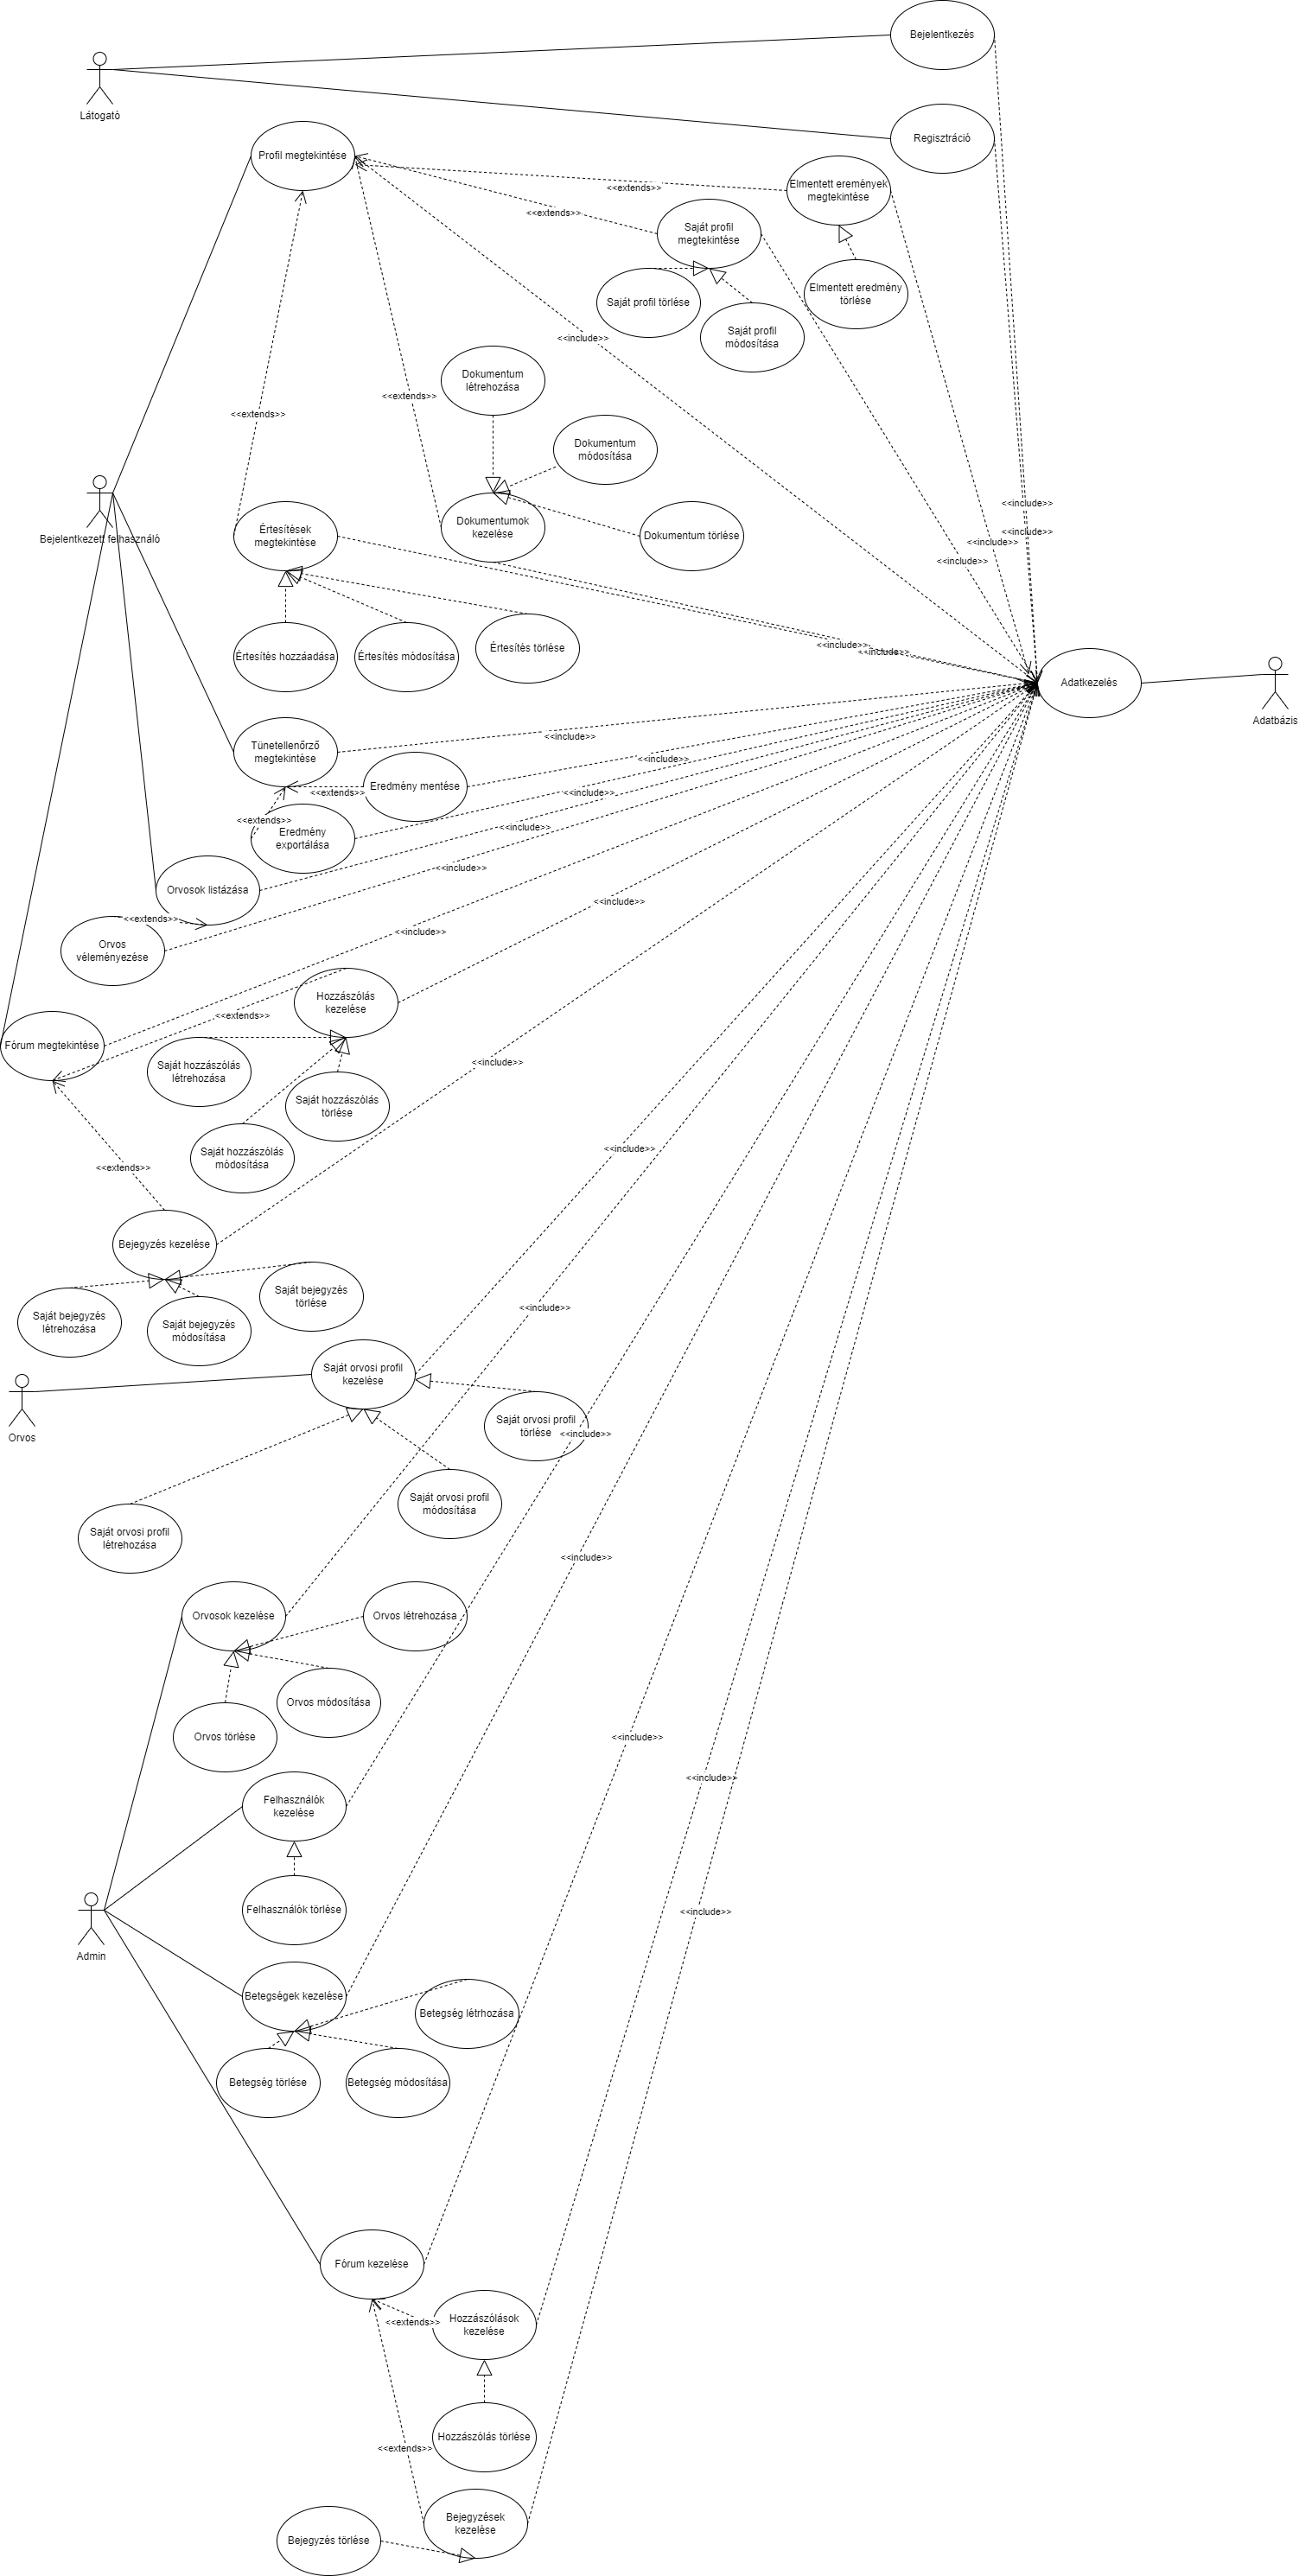 Bejelentkezés
Látogató
Regisztráció
Profil megtekintése
Elmentett eremények
megtekintése
<<extends>>
<<extends>>
Saját profil
megtekintése
Elmentett eredmény
törlése
Saját profil törlése
Saját profil
módosítása
<<include>>
Dokumentum
létrehozása
<<extends>>
<<extends>>
Dokumentum
módosítása
<<include>>
Bejelentkezett felhasználó
Értesítések
megtekintése
Dokumentumok
kezelése
Dokumentum törlése
<<include>>
<<include>>
<<include>>
Értesítés hozzáadása
Értesítés módosítása
Értesítés törlése
<<include>>
<<include>>
Adatkezelés
Adatbázis
Tünetellenőrző
megtekintése
<<include>>
<<include>>
Eredmény mentése
<<extends>>
<<include>>
<<extends>>
Eredmény
exportálása
<<include>>
<<include>>
Orvosok listázása
<<include>>
<<extends>>
Orvos
véleményezése
<<include>>
Hozzászólás
kezelése
<<extends>>
Fórum megtekintése
Saját hozzászólás
létrehozása
<<include>>
Saját hozzászólás
törlése
Saját hozzászólás
módosítása
<<include>>
<<extends>>
Bejegyzés kezelése
Saját bejegyzés
törlése
<<include>>
Saját bejegyzés
létrehozása
Saját bejegyzés
módosítása
Saját orvosi profil
kezelése
Orvos
Saját orvosi profil
törlése
<<include>>
Saját orvosi profil
módosítása
Saját orvosi profil
létrehozása
<<include>>
Orvosok kezelése
Orvos létrehozása
Orvos módosítása
Orvos törlése
<<include>>
<<include>>
Felhasználók
kezelése
Felhasználók törlése
<<include>>
Admin
Betegségek kezelése
Betegség létrhozása
Betegség törlése
Betegség módosítása
Fórum kezelése
<<extends>>
Hozzászólások
kezelése
Hozzászólás törlése
<<extends>>
Bejegyzések
kezelése
Bejegyzés törlése